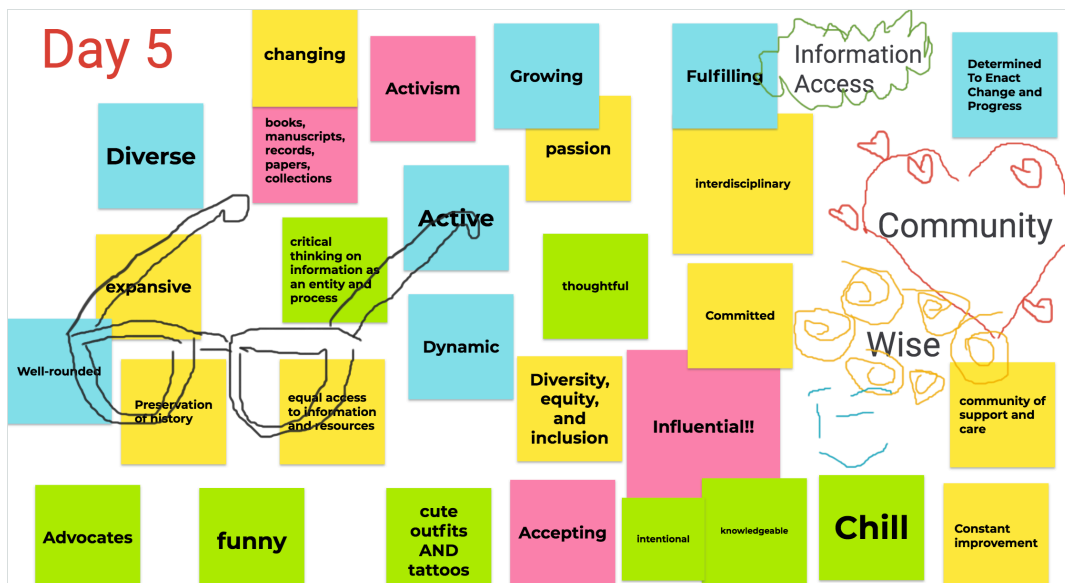 Day 5
changing
Activism
Growing
Fulfilling
Information
Access
Determined
To Enact
Change and
Progress
Diverse
books,
manuscripts,
records,
papers,
collections
passion
interdisciplinary
Active
Community
critical
thinking on
information as
an entity and
process
expansive
thoughtful
Committed
Wise
Well-rounded
Dynamic
Preservation
of history
equal access
to information
and resources
Diversity,
equity,
and
inclusion
Influential!!
community of
support and
care
Advocates
funny
cute
outfits
AND
tattoos
Accepting
intentional
knowledgeable
Chill
Constant
improvement